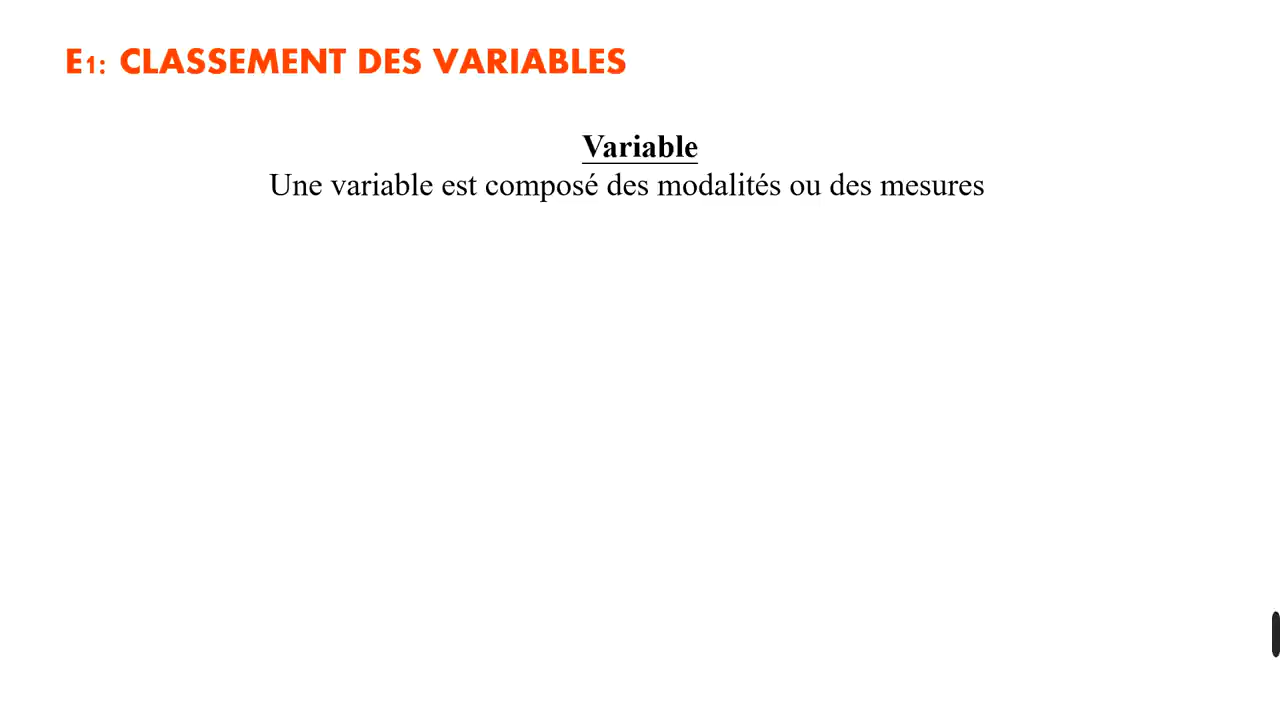 E1: CLASSEMENT DES VARIABLES
Variable
Une variable est composé des modalités ou des mesures